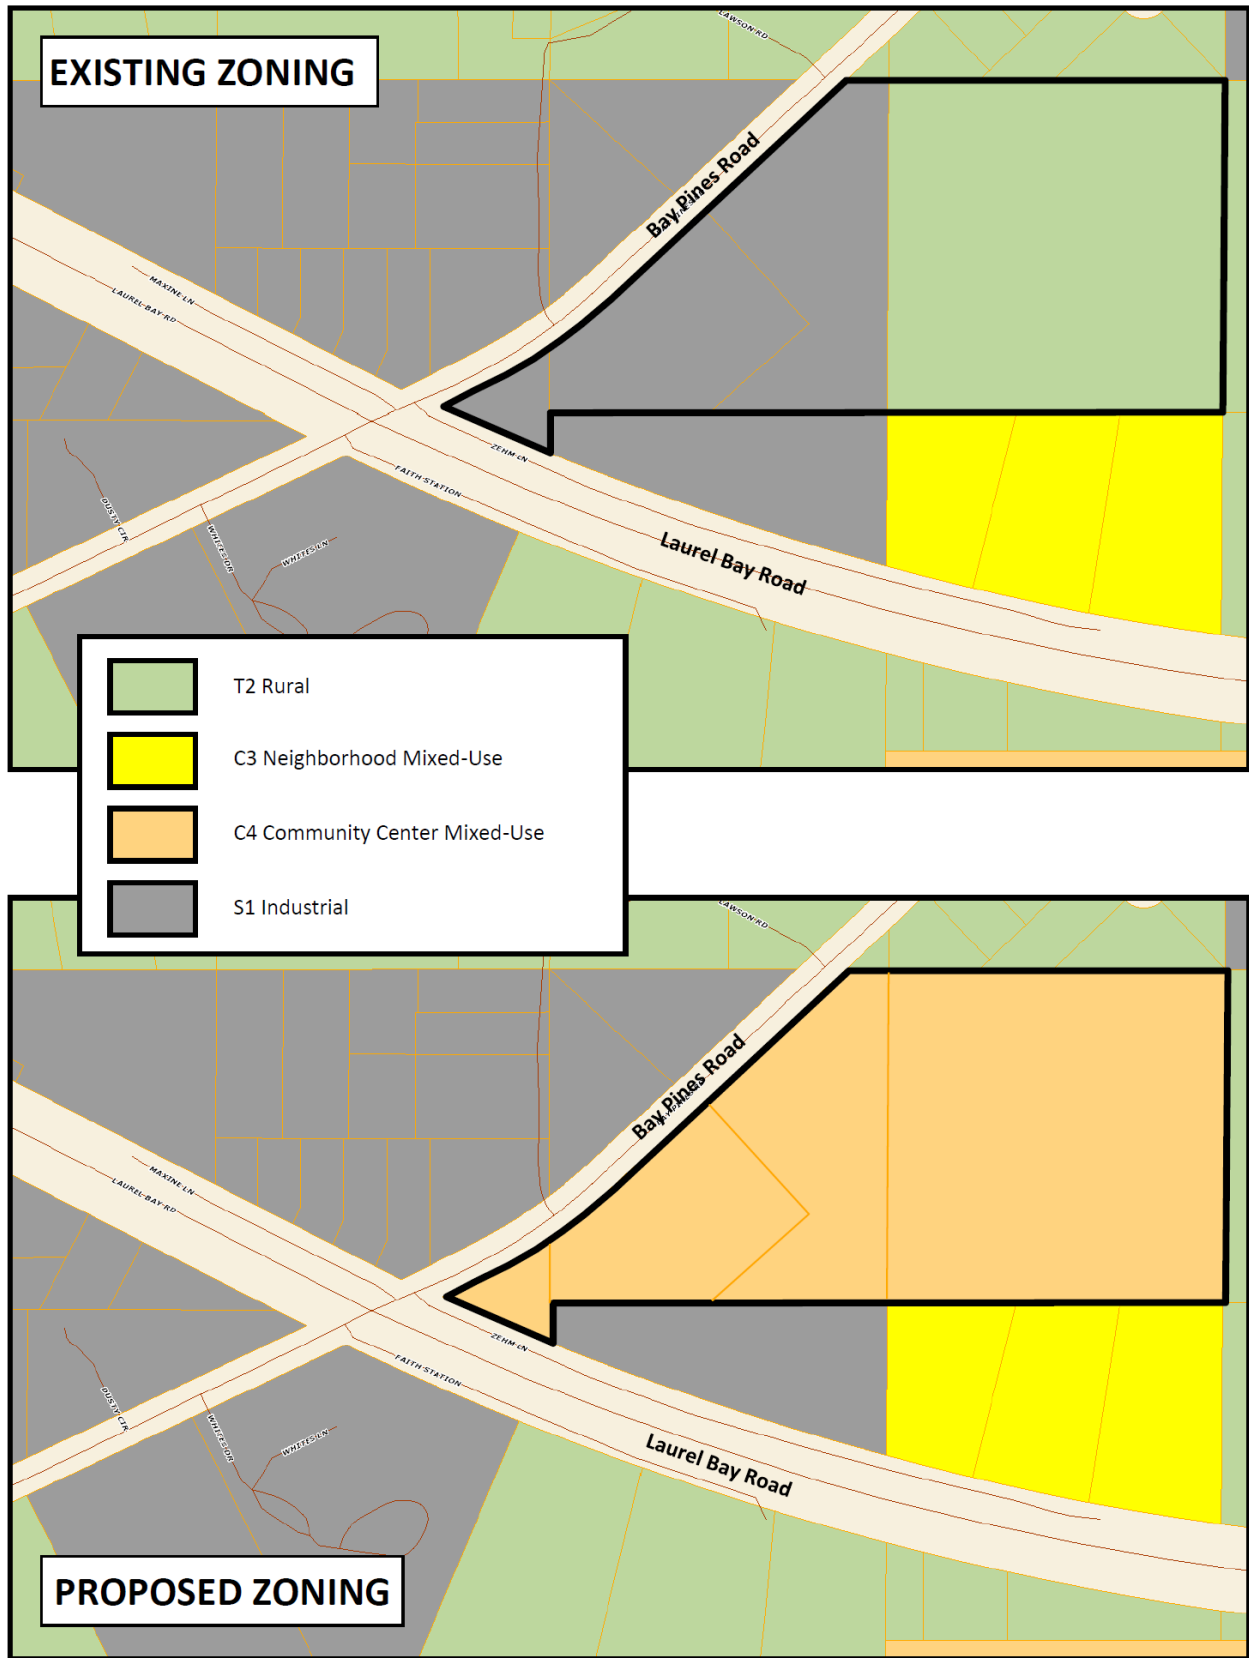 EXISTING ZONING
LAWSON RD
Bay Pines Road
MAXINE LN
LAUREL BAY RD
ZEHM LN
FAITH STATION
DUSTY CIR
WHITES DR
WHITES LN
Laurel Bay Road
T2 Rural
C3 Neighborhood Mixed-Use
C4 Community Center Mixed-Use
S1 Industrial
LAWSON RD
Bay Pines Road
MAXINE LN
LAUREL BAY RD
ZEHM LN
FAITH STATION
DUSTY CIR
WHITES DR
WHITES LN
Laurel Bay Road
PROPOSED ZONING